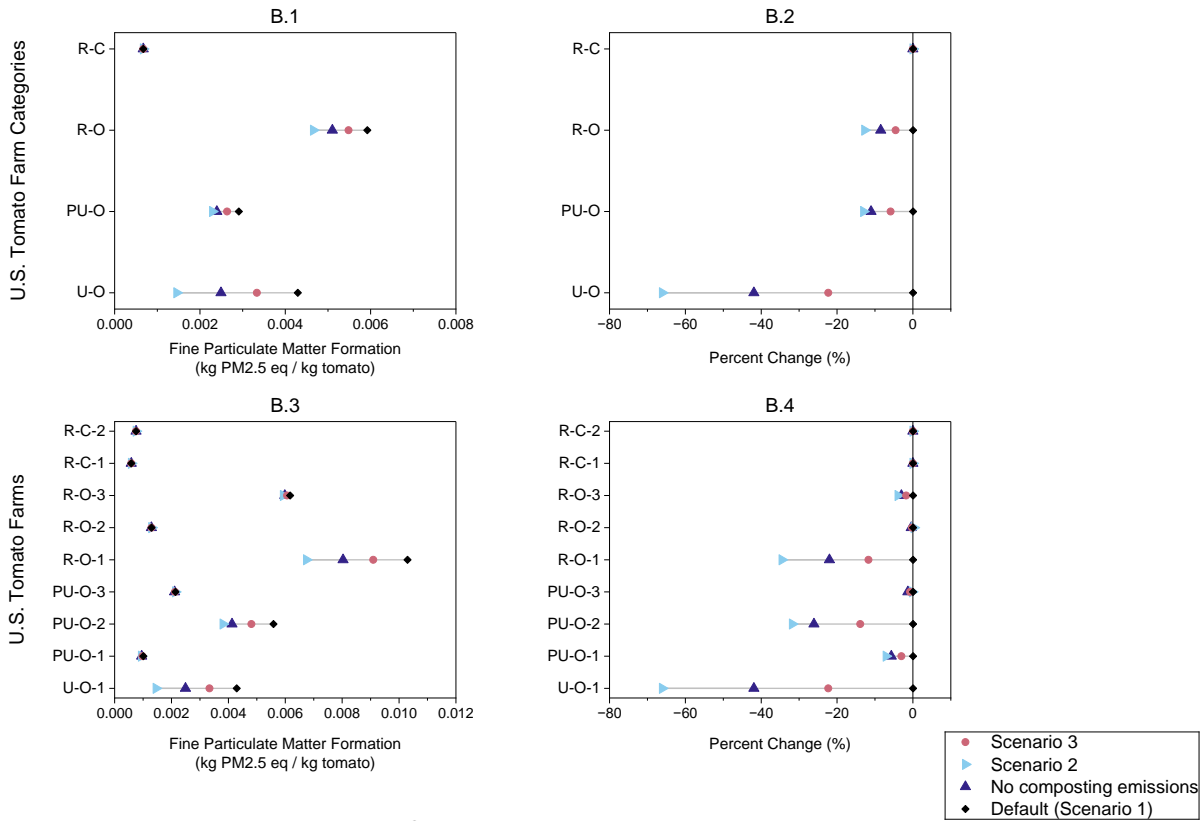 B.1
U.S. Tomato Farm Categories
R-C
R-O
PU-O
U-O
0.000 0.002 0.004 0.006 0.008
Fine Particulate Matter Formation
(kg PM2.5 eq / kg tomato)
B.2
R-C
R-O
PU-O
U-O
−80 −60 −40 −20 0
Percent Change (%)
B.3
U.S. Tomato Farms
R-C-2
R-C-1
R-O-3
R-O-2
R-O-1
PU-O-3
PU-O-2
PU-O-1
U-O-1
0.000 0.002 0.004 0.006 0.008 0.010 0.012
Fine Particulate Matter Formation
(kg PM2.5 eq / kg tomato)
B.4
R-C-2
R-C-1
R-O-3
R-O-2
R-O-1
PU-O-3
PU-O-2
PU-O-1
U-O-1
−80 −60 −40 −20 0
Percent Change (%)
Scenario 3
Scenario 2
No composting emissions
Default (Scenario 1)